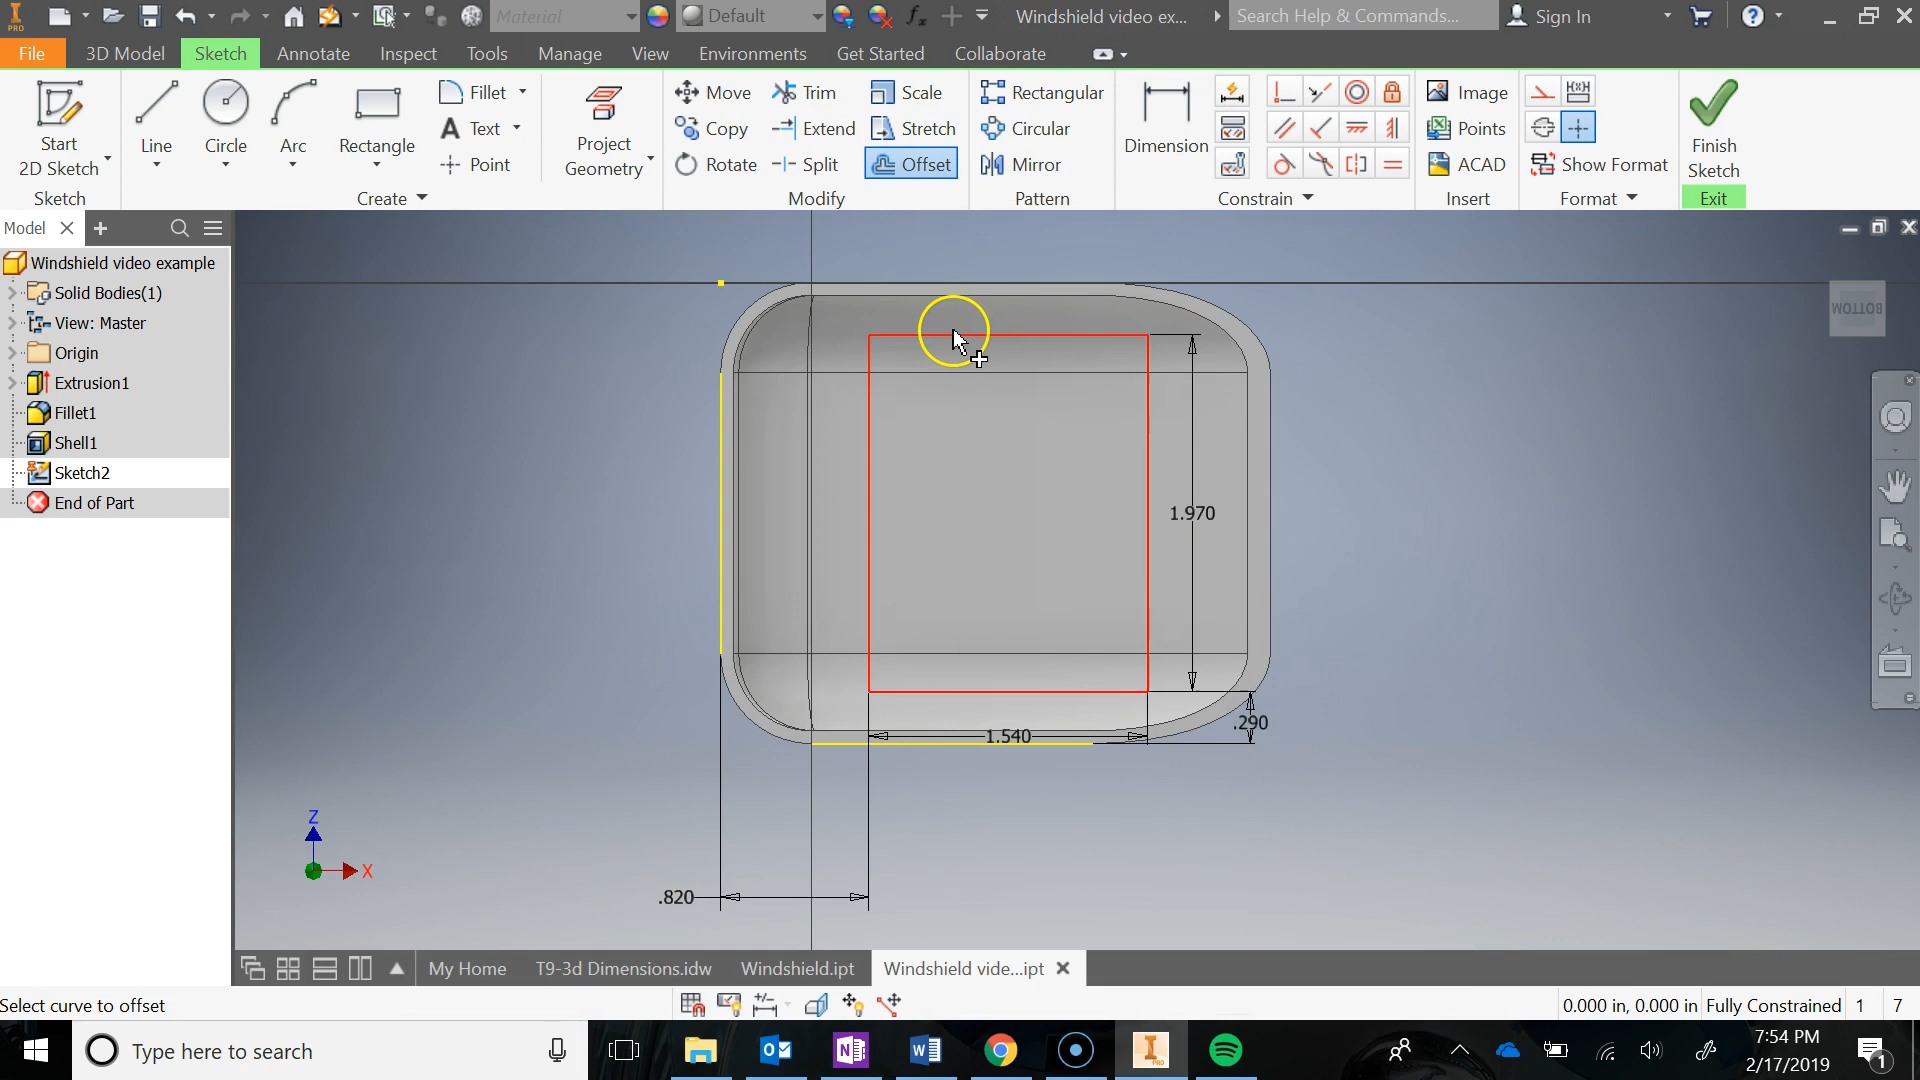 PRO
Material
Default
Windshield video ex...
Search Help & Commands...
Sign In
File
3D Model
Sketch
Annotate
Inspect
Tools
Manage
View
Environments
Get Started
Collaborate
Start
2D Sketch
Line
Circle
Arc
Rectangle
Fillet
Text
Point
Project
Geometry
Move
Copy
Rotate
Trim
Extend
Split
Scale
Stretch
Offset
Rectangular
Circular
Mirror
Dimension
Image
Points
ACAD
Show Format
Finish
Sketch
Sketch
Create
Modify
Pattern
Constrain
Insert
Format
Exit
Model
Windshield video example
Solid Bodies(1)
View: Master
Origin
Extrusion1
Fillet1
Shell1
Sketch2
End of Part
BOTTOM
1.970
.290
1.540
.820
Z
X
My Home
T9-3d Dimensions.idw
Windshield.ipt
Windshield vide...ipt
Select curve to offset
0.000 in, 0.000 in
Fully Constrained
1
7
Type here to search
7:54 PM
2/17/2019
1